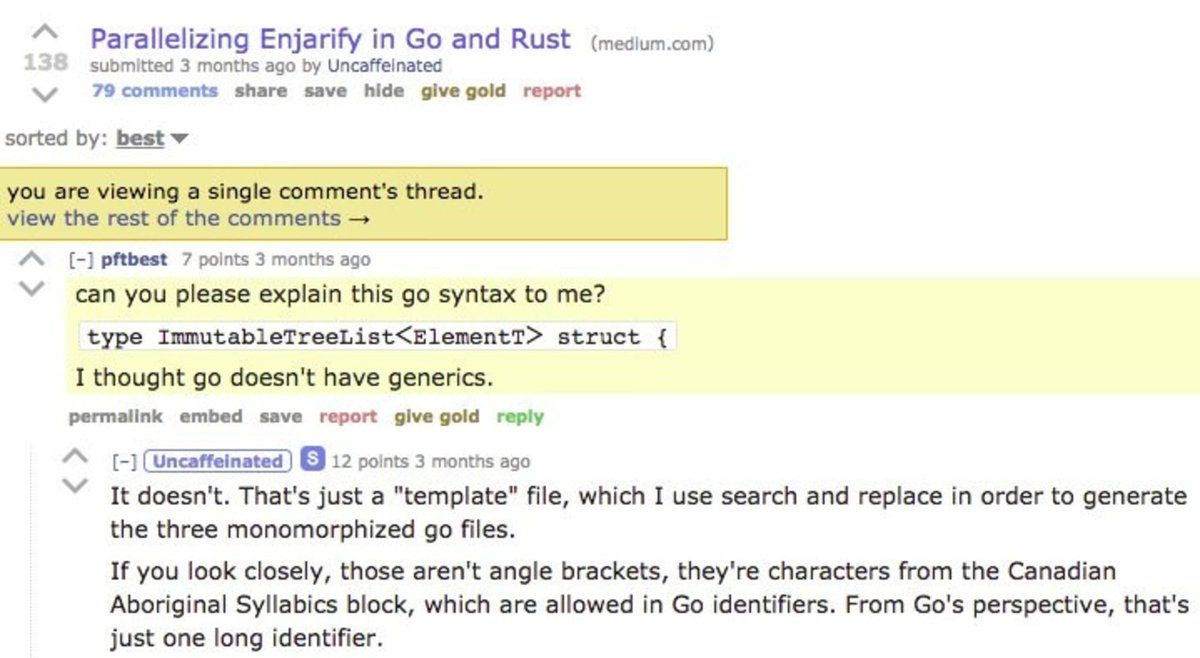 Parallelizing Enjarify in Go and Rust (medium.com)
138
submitted 3 months ago by Uncaffeinated
79 comments share save hide give gold report
sorted by: best
you are viewing a single comment's thread.
view the rest of the comments →
[–] pftbest 7 points 3 months ago
can you please explain this go syntax to me?
type ImmutableTreeListᐸElementTᐳ struct {
I thought go doesn't have generics.
permalink embed save report give gold reply
[–] Uncaffeinated S 12 points 3 months ago
It doesn't. That's just a "template" file, which I use search and replace in order to generate
the three monomorphized go files.
If you look closely, those aren't angle brackets, they're characters from the Canadian
Aboriginal Syllabics block, which are allowed in Go identifiers. From Go's perspective, that's
just one long identifier.